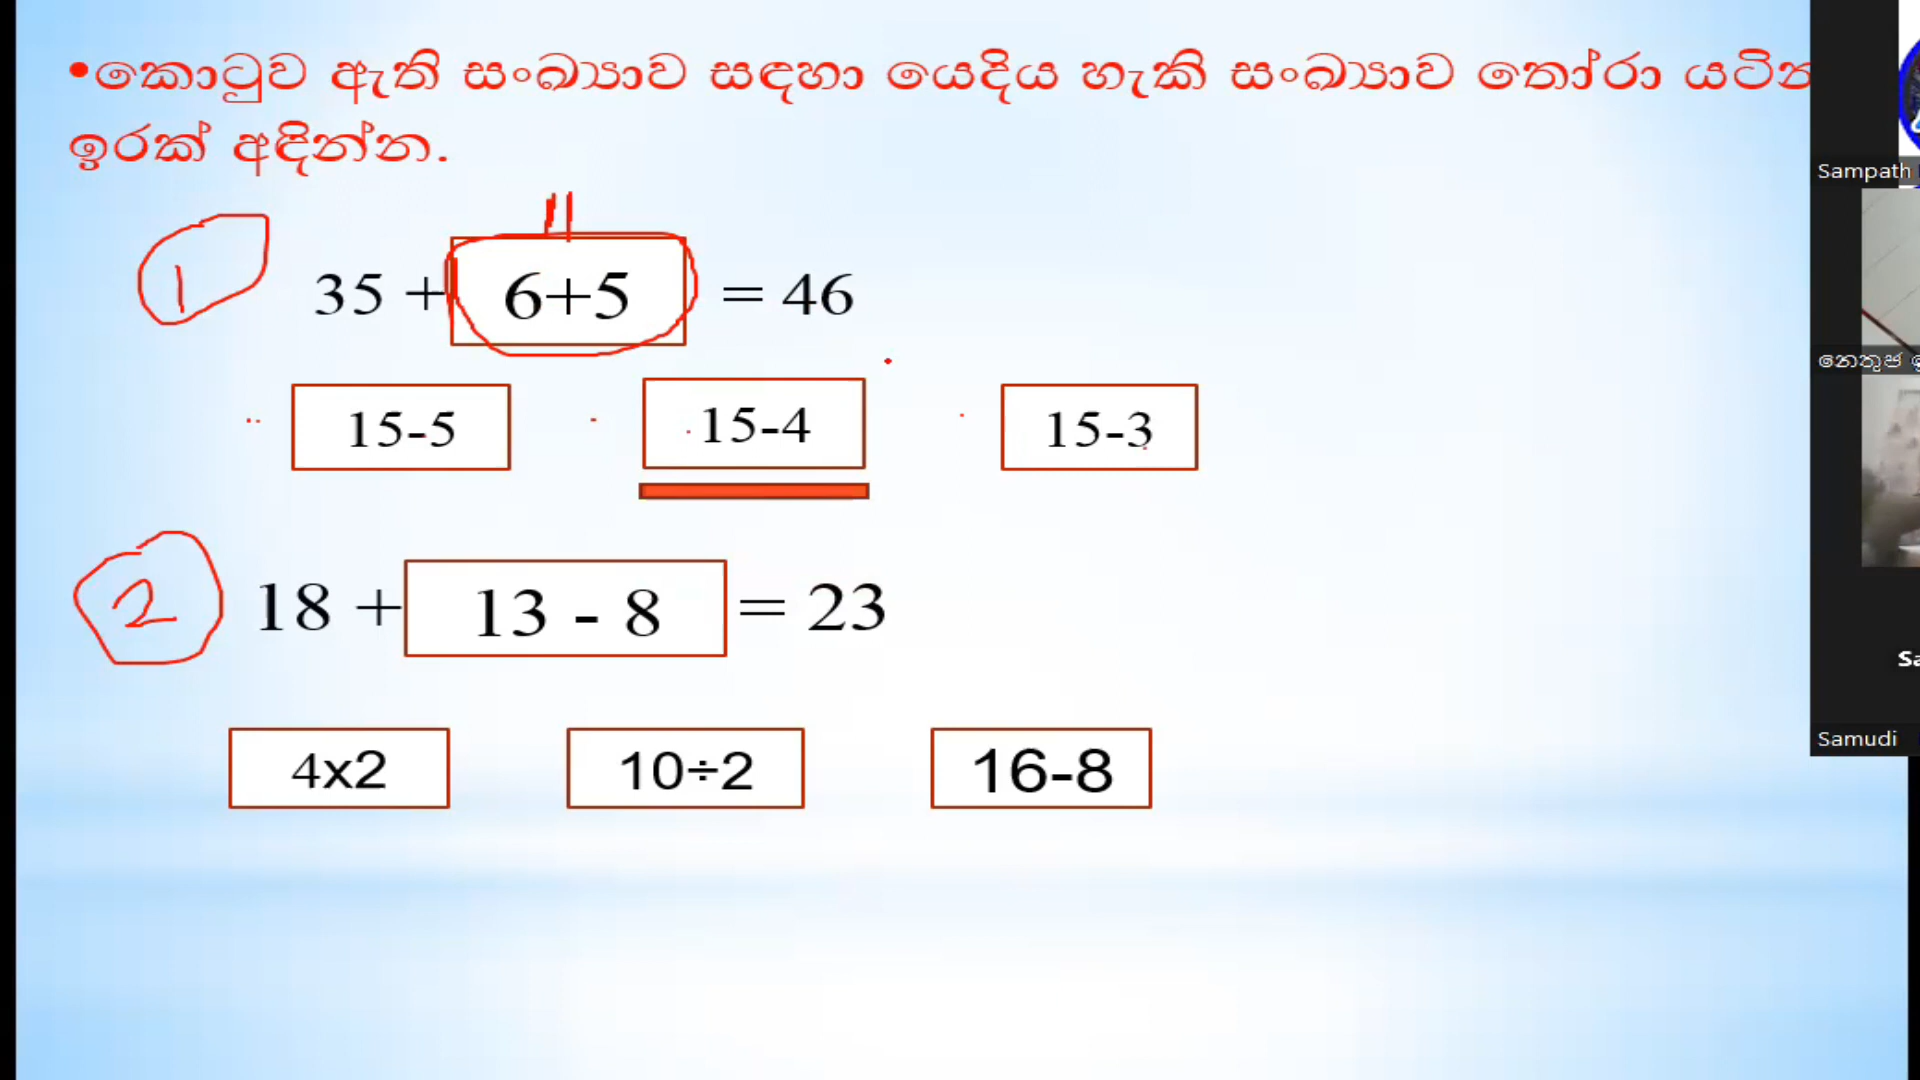 •කොටුව ඇති සංඛ්‍යාව සඳහා යෙදිය හැකි සංඛ්‍යාව තෝරා යටින්
ඉරක් අඳින්න.
11
1
35 + 6+5 = 46
15-5 15-4 15-3
2
18 + 13 - 8 = 23
4x2 10÷2 16-8
Sampath
නෙතුජ
Samudi